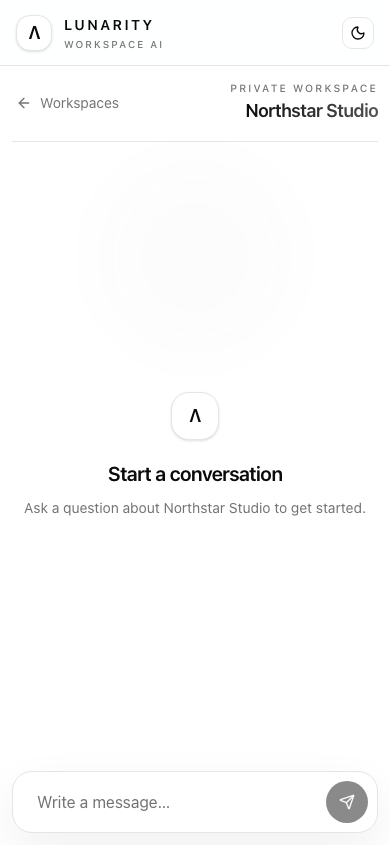 Λ
LUNARITY
WORKSPACE AI
Workspaces
PRIVATE WORKSPACE
Northstar Studio
Λ
Start a conversation
Ask a question about Northstar Studio to get started.
Write a message...